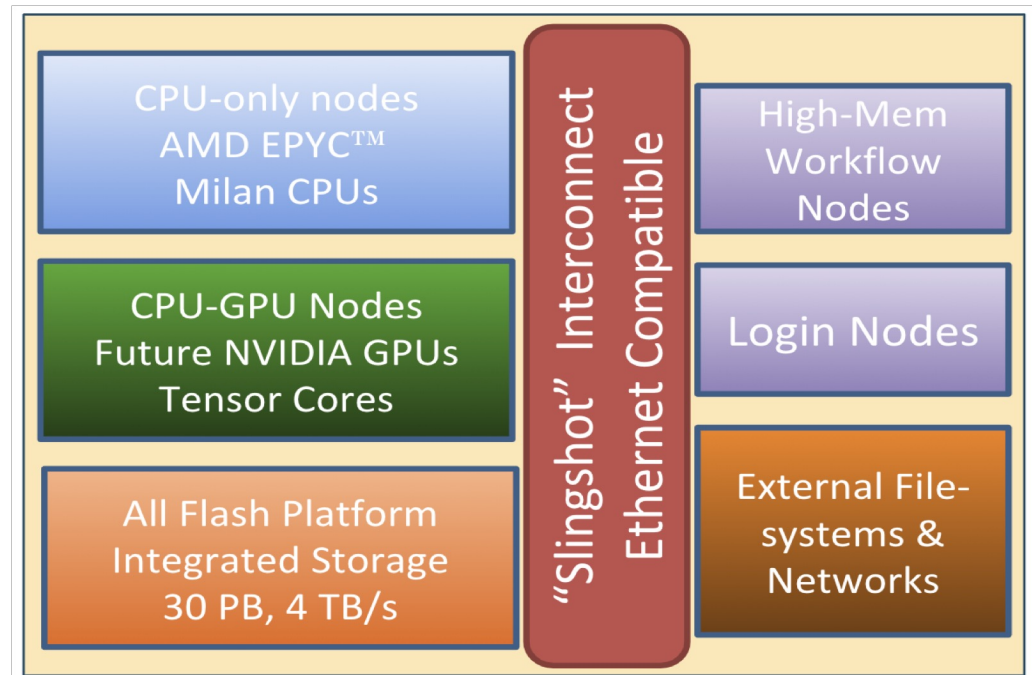 CPU-only nodes
AMD EPYC™
Milan CPUs
CPU-GPU Nodes
Future NVIDIA GPUs
Tensor Cores
All Flash Platform
Integrated Storage
30 PB, 4 TB/s
“Slingshot” Interconnect
Ethernet Compatible
High-Mem
Workflow
Nodes
Login Nodes
External File-
systems &
Networks